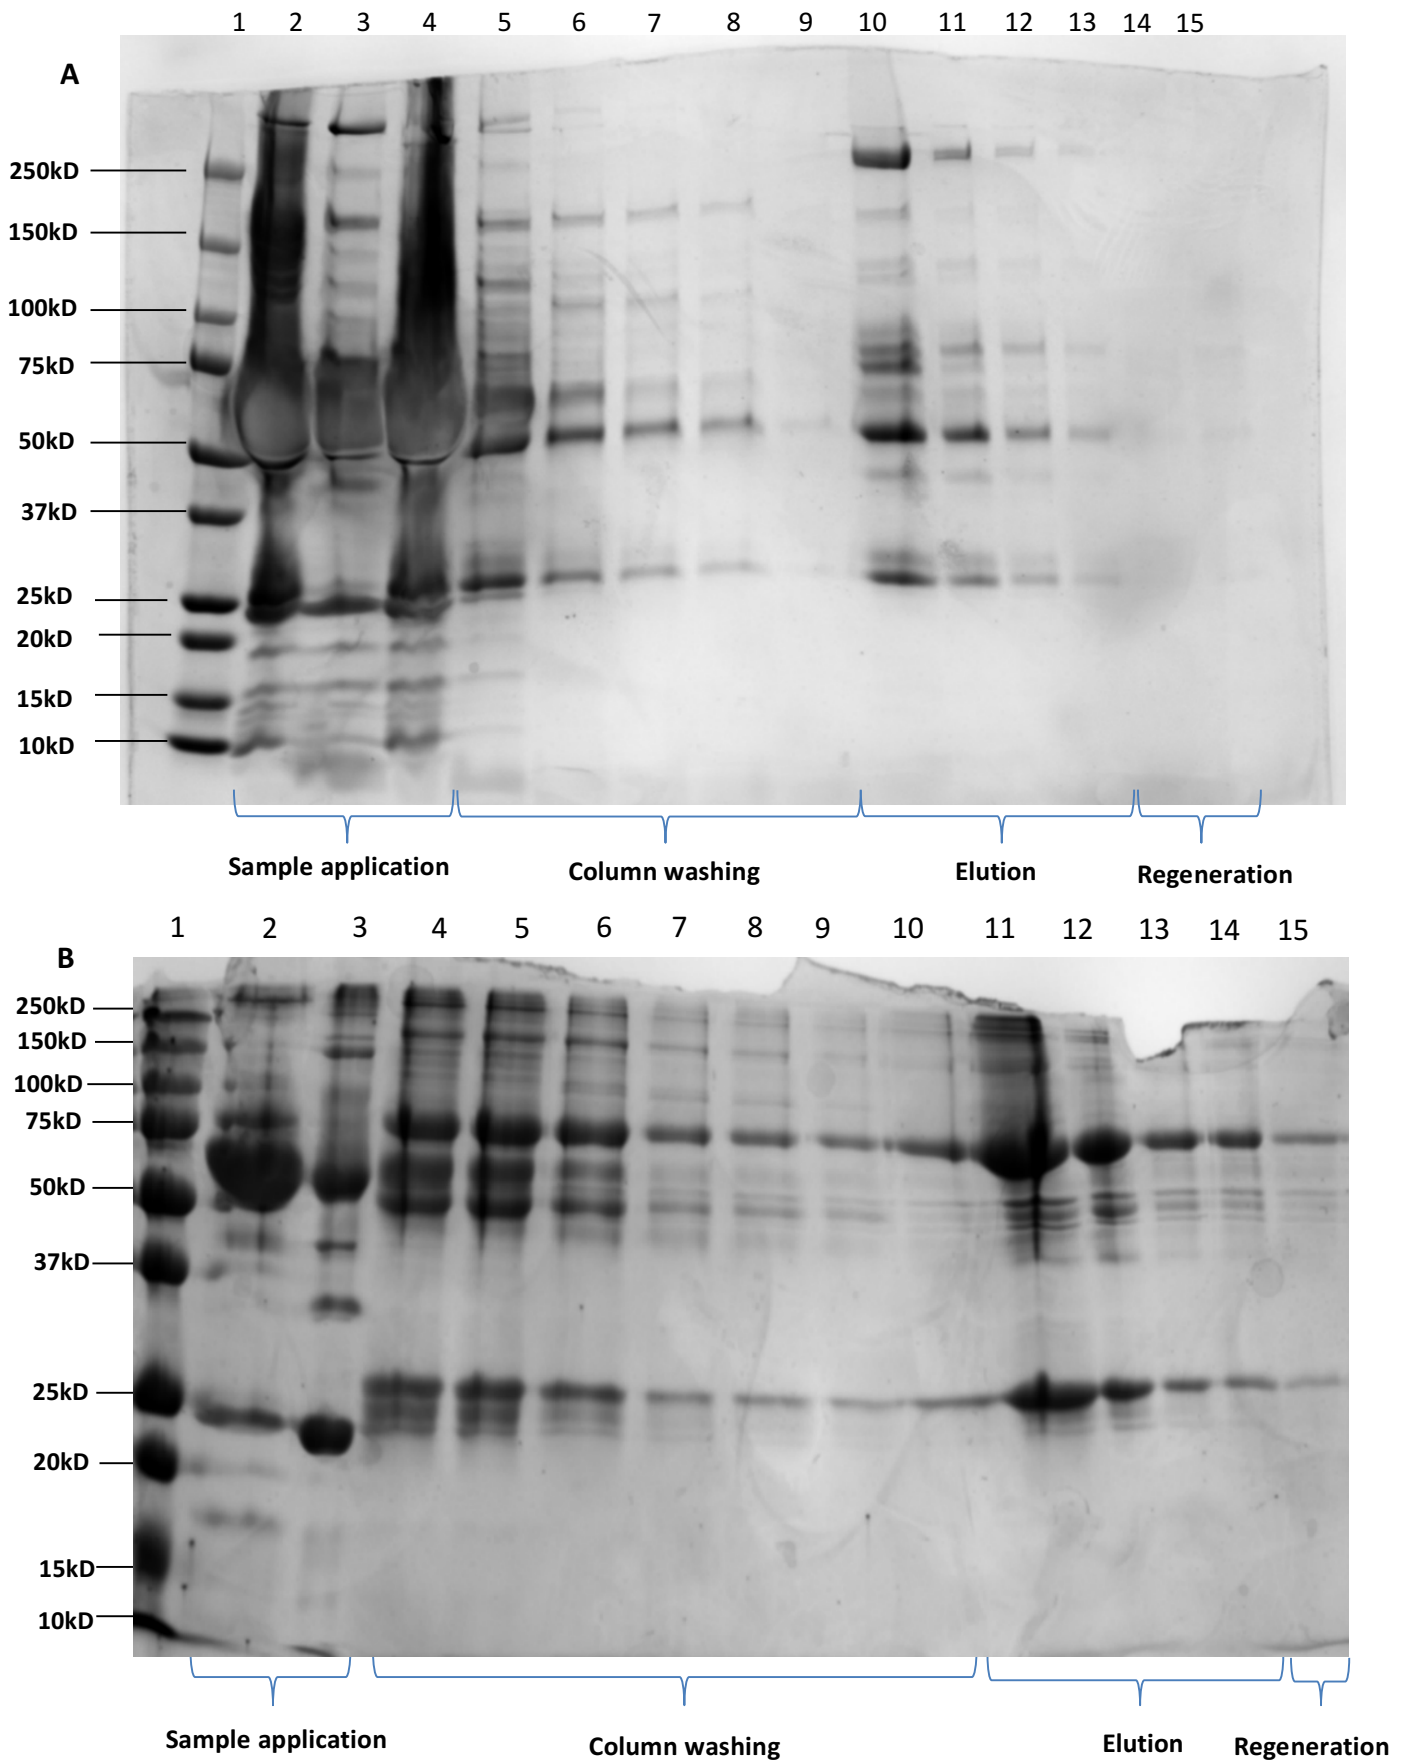 1 2 3 4 5 6 7 8 9 10 11 12 13 14 15
A
250kD
150kD
100kD
75kD
50kD
37kD
25kD
20kD
15kD
10kD
Sample application Column washing Elution Regeneration
1 2 3 4 5 6 7 8 9 10 11 12 13 14 15
B
250kD
150kD
100kD
75kD
50kD
37kD
25kD
20kD
15kD
10kD
Sample application Column washing Elution Regeneration